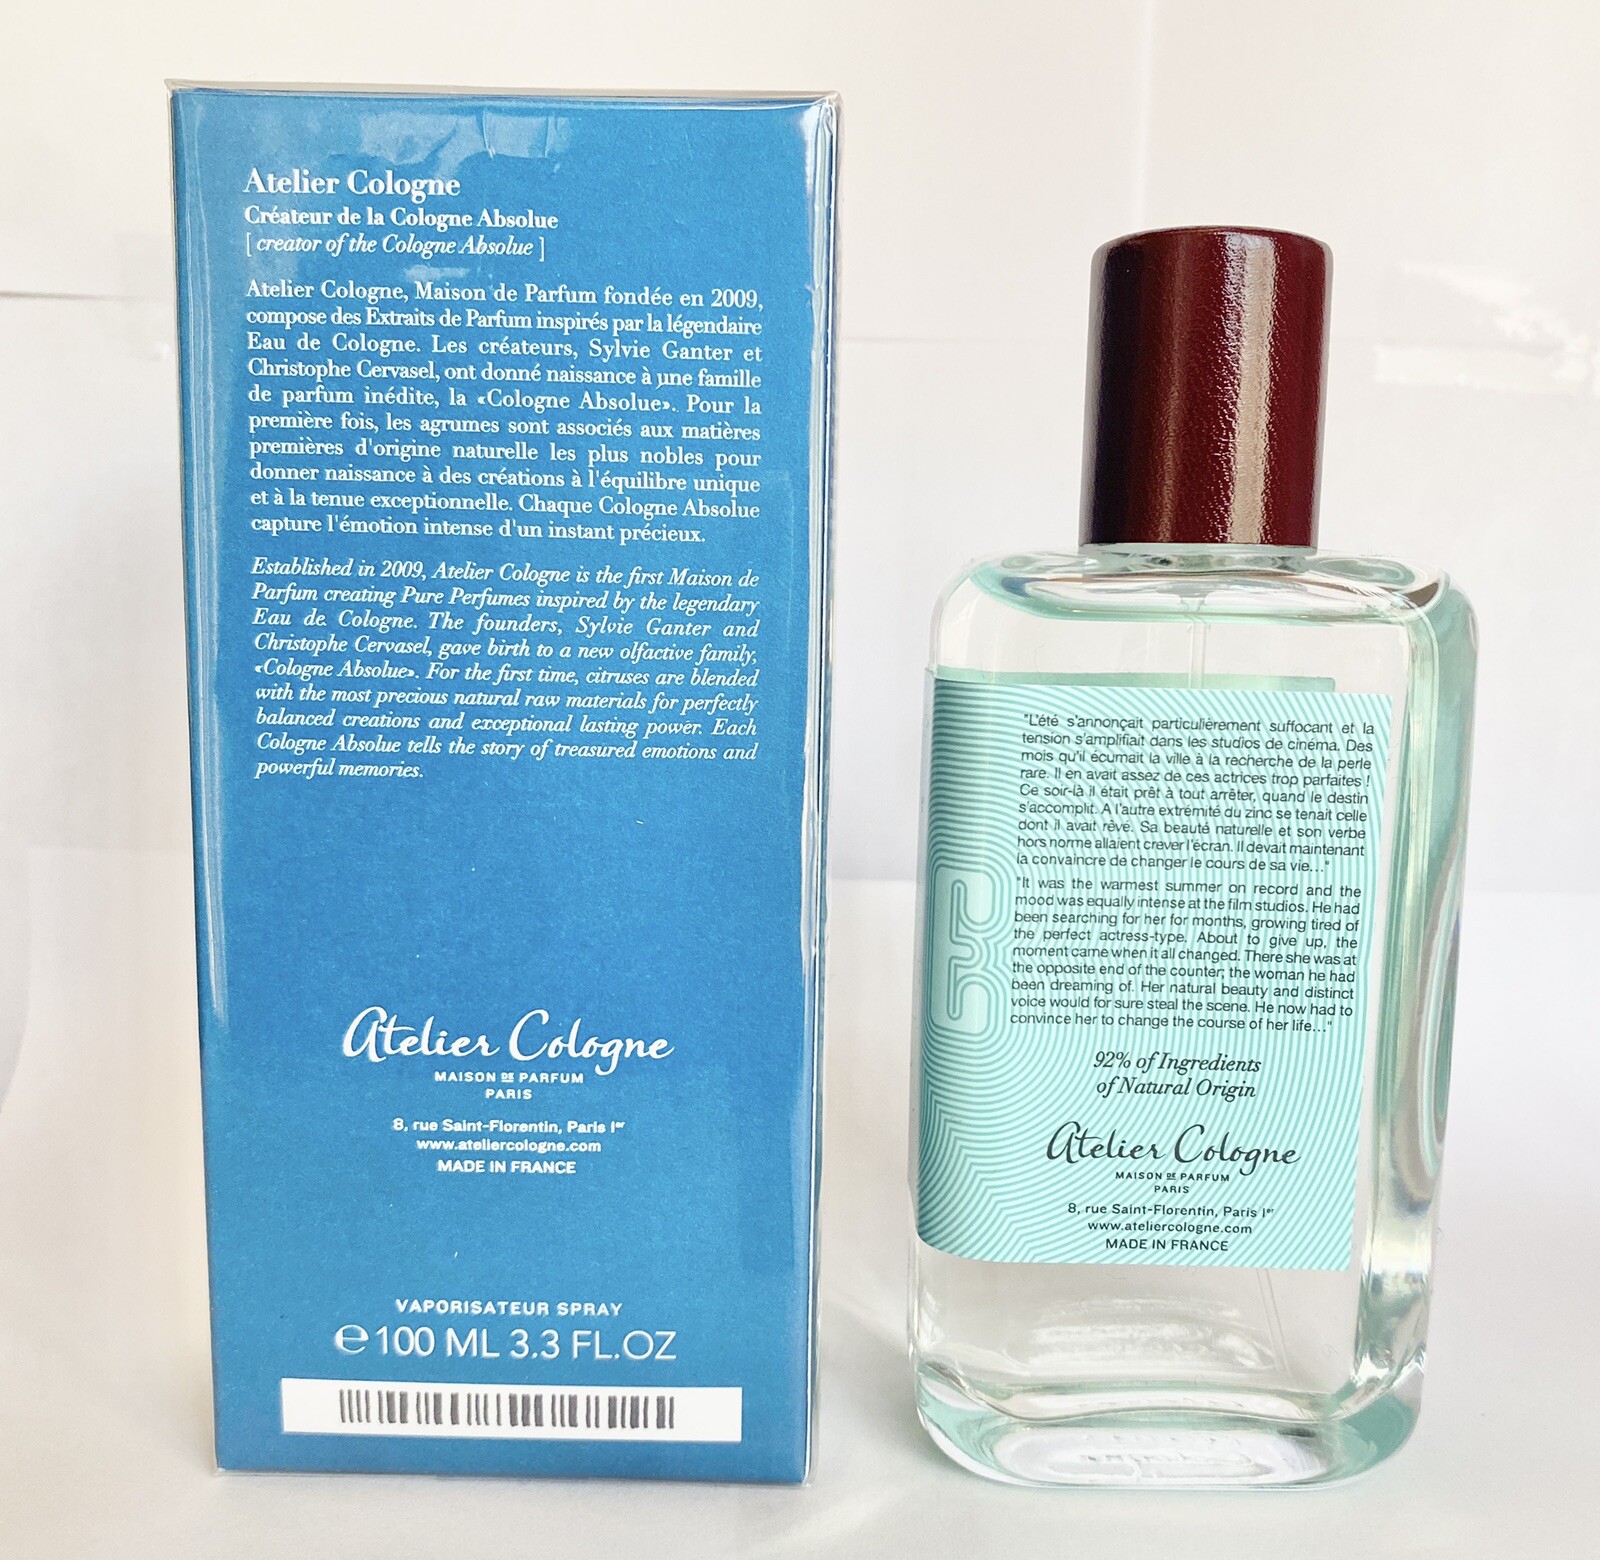 Atelier Cologne
Créateur de la Cologne Absolue
[ creator of the Cologne Absolue ]
Atelier Cologne, Maison de Parfum fondée en 2009,
compose des Extraits de Parfum inspirés par la légendaire
Eau de Cologne. Les créateurs, Sylvie Ganter et
Christophe Cervasel, ont donné naissance à une famille
de parfum inédite, la «Cologne Absolue». Pour la
première fois, les agrumes sont associés aux matières
premières d'origine naturelle les plus nobles pour
donner naissance à des créations à l'équilibre unique
et à la tenue exceptionnelle. Chaque Cologne Absolue
capture l'émotion intense d'un instant précieux.
Established in 2009, Atelier Cologne is the first Maison de
Parfum creating Pure Perfumes inspired by the legendary
Eau de Cologne. The founders, Sylvie Ganter and
Christophe Cervasel, gave birth to a new olfactive family,
«Cologne Absolue». For the first time, citruses are blended
with the most precious natural raw materials for perfectly
balanced creations and exceptional lasting power. Each
Cologne Absolue tells the story of treasured emotions and
powerful memories.
Atelier Cologne
MAISON DE PARFUM
PARIS
8, rue Saint-Florentin, Paris Ier
www.ateliercologne.com
MADE IN FRANCE
VAPORISATEUR SPRAY
℮ 100 ML 3.3 FL.OZ
"L'été s'annonçait particulièrement suffocant et la
tension s'amplifiait dans les studios de cinéma. Des
mois qu'il écumait la ville à la recherche de la perle
rare. Il en avait assez de ces actrices trop parfaites !
Ce soir-là il était prêt à tout arrêter, quand le destin
s'accomplit. A l'autre extrémité du zinc se tenait celle
dont il avait rêvé. Sa beauté naturelle et son verbe
hors norme allaient crever l'écran. Il devait maintenant
la convaincre de changer le cours de sa vie..."
"It was the warmest summer on record and the
mood was equally intense at the film studios. He had
been searching for her for months, growing tired of
the perfect actress-type. About to give up, the
moment came when it all changed. There she was at
the opposite end of the counter; the woman he had
been dreaming of. Her natural beauty and distinct
voice would for sure steal the scene. He now had to
convince her to change the course of her life..."
92% of Ingredients
of Natural Origin
Atelier Cologne
MAISON DE PARFUM
PARIS
8, rue Saint-Florentin, Paris Ier
www.ateliercologne.com
MADE IN FRANCE